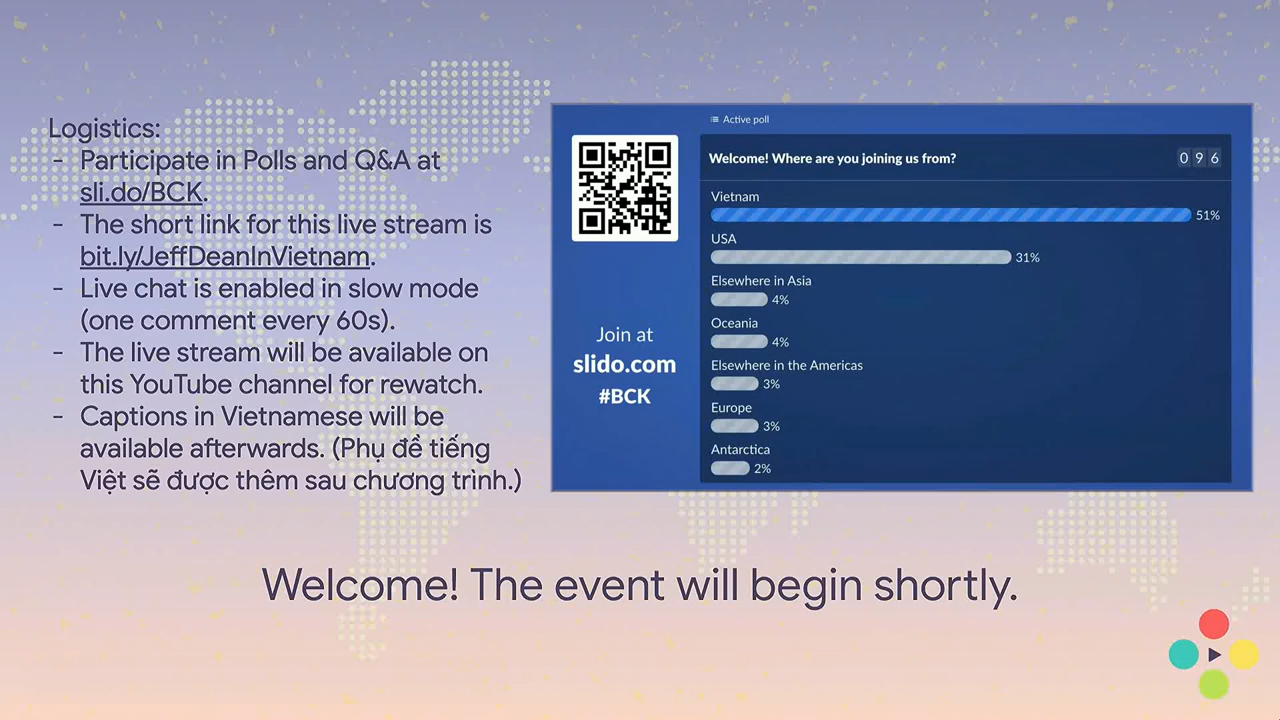 Logistics:
- Participate in Polls and Q&A at
sli.do/BCK.
- The short link for this live stream is
bit.ly/JeffDeanInVietnam.
- Live chat is enabled in slow mode
(one comment every 60s).
- The live stream will be available on
this YouTube channel for rewatch.
- Captions in Vietnamese will be
available afterwards. (Phụ đề tiếng
Việt sẽ được thêm sau chương trình.)
Join at
slido.com
#BCK
Active poll
Welcome! Where are you joining us from?
0 9 6
Vietnam
51%
USA
31%
Elsewhere in Asia
4%
Oceania
4%
Elsewhere in the Americas
3%
Europe
3%
Antarctica
2%
Welcome! The event will begin shortly.